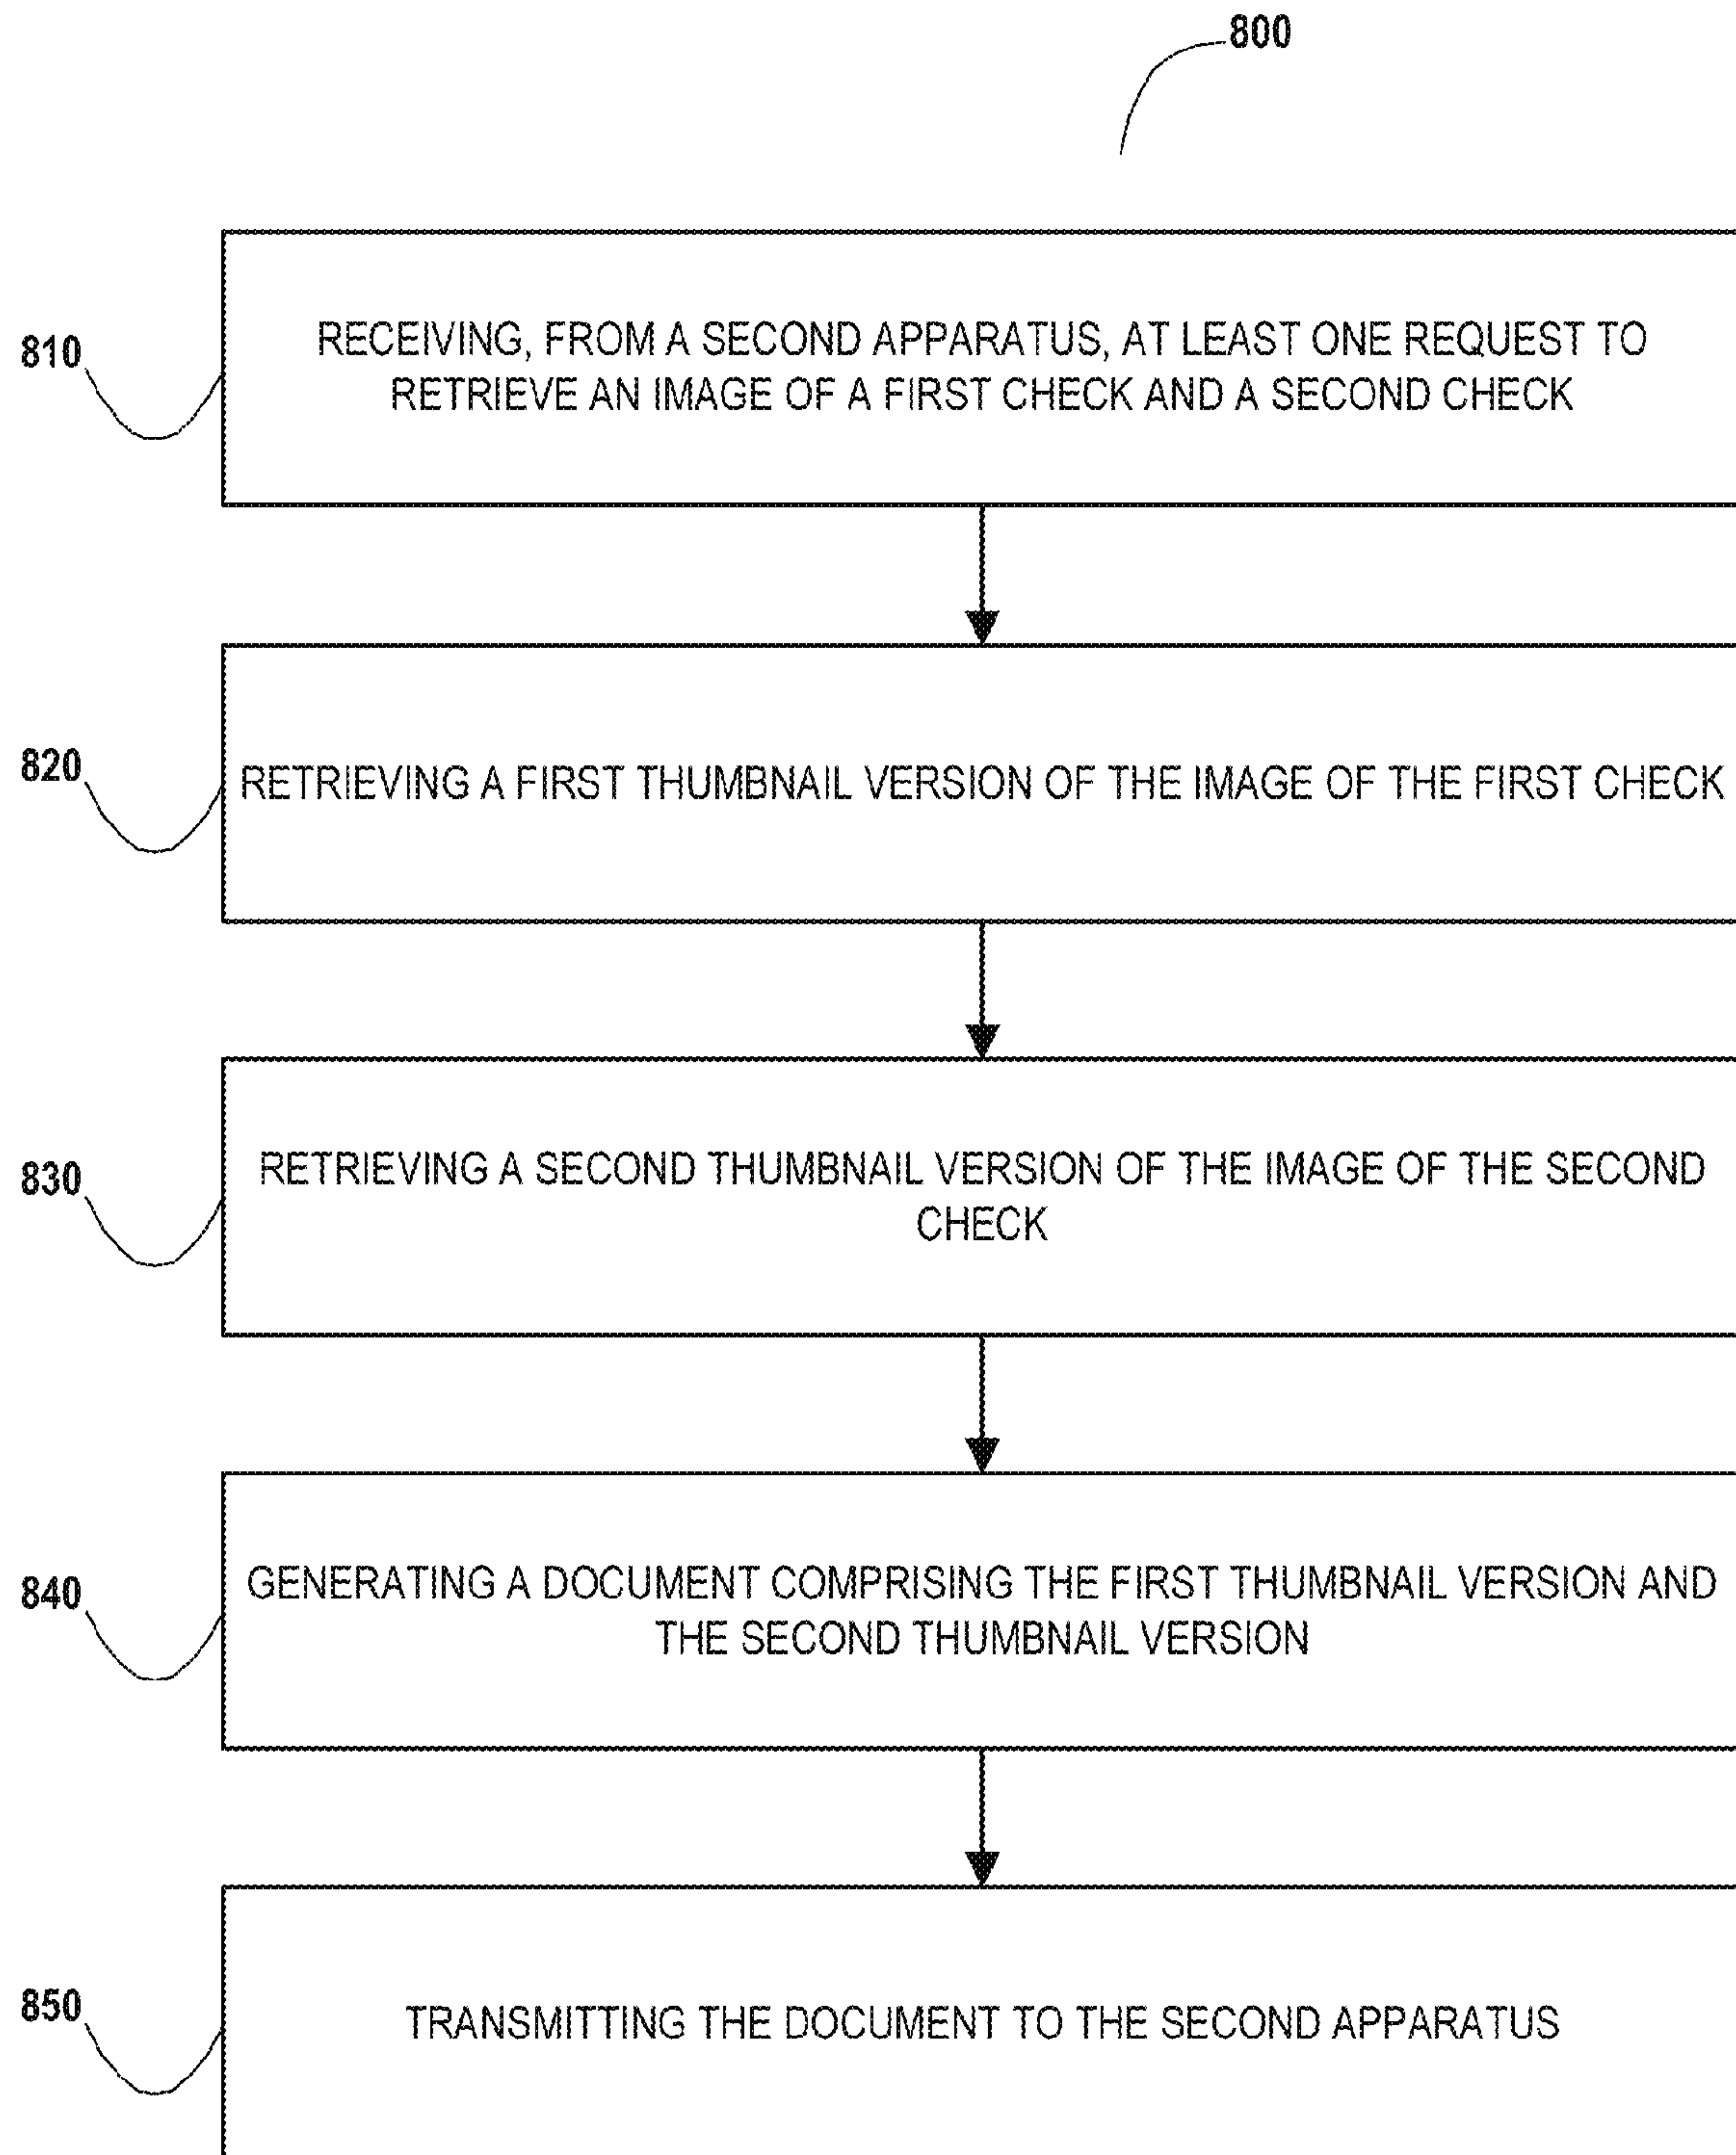 800
810
RECEIVING, FROM A SECOND APPARATUS, AT LEAST ONE REQUEST TO
RETRIEVE AN IMAGE OF A FIRST CHECK AND A SECOND CHECK
820
RETRIEVING A FIRST THUMBNAIL VERSION OF THE IMAGE OF THE FIRST CHECK
830
RETRIEVING A SECOND THUMBNAIL VERSION OF THE IMAGE OF THE SECOND
CHECK
840
GENERATING A DOCUMENT COMPRISING THE FIRST THUMBNAIL VERSION AND
THE SECOND THUMBNAIL VERSION
850
TRANSMITTING THE DOCUMENT TO THE SECOND APPARATUS